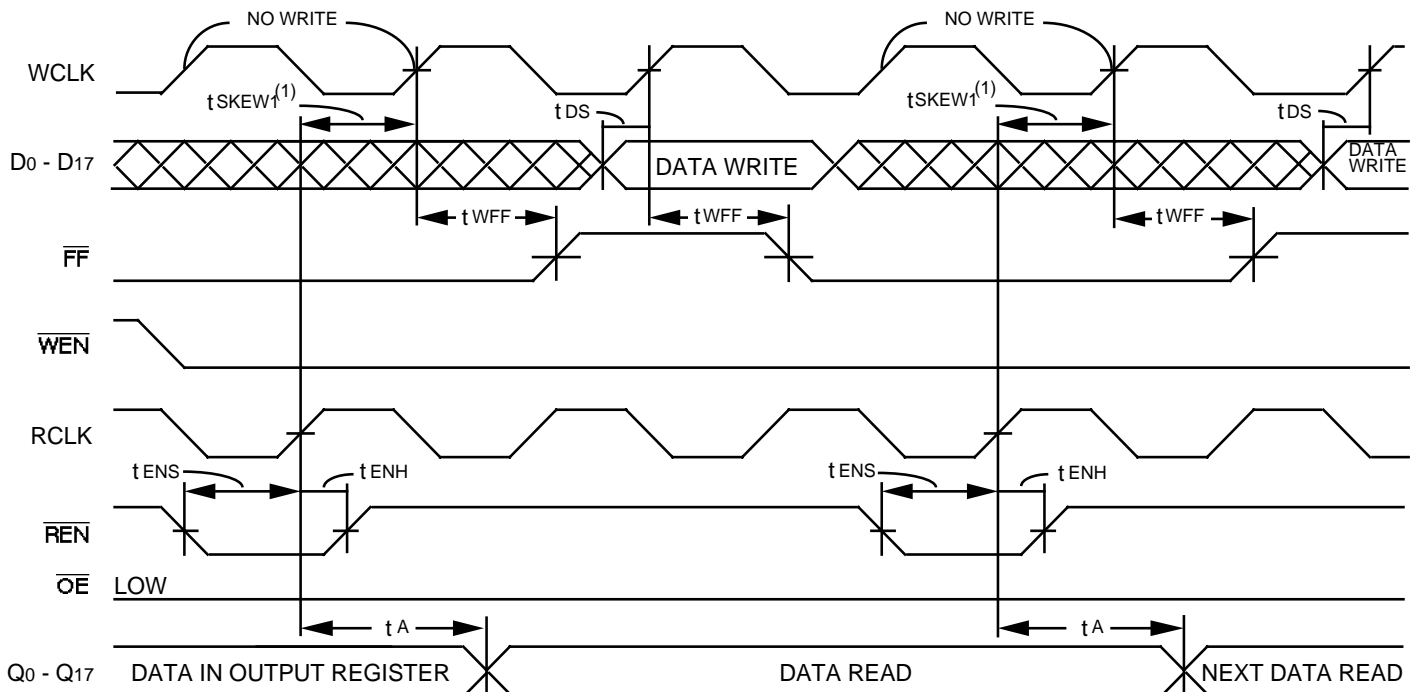 NO WRITE NO WRITE
WCLK
tSKEW1(1) tDS tSKEW1(1) tDS
D0 - D17 DATA WRITE DATA WRITE
tWFF tWFF tWFF
FF
WEN
RCLK
tENS tENH tENS tENH
REN
OE LOW
tA tA
Q0 - Q17 DATA IN OUTPUT REGISTER DATA READ NEXT DATA READ